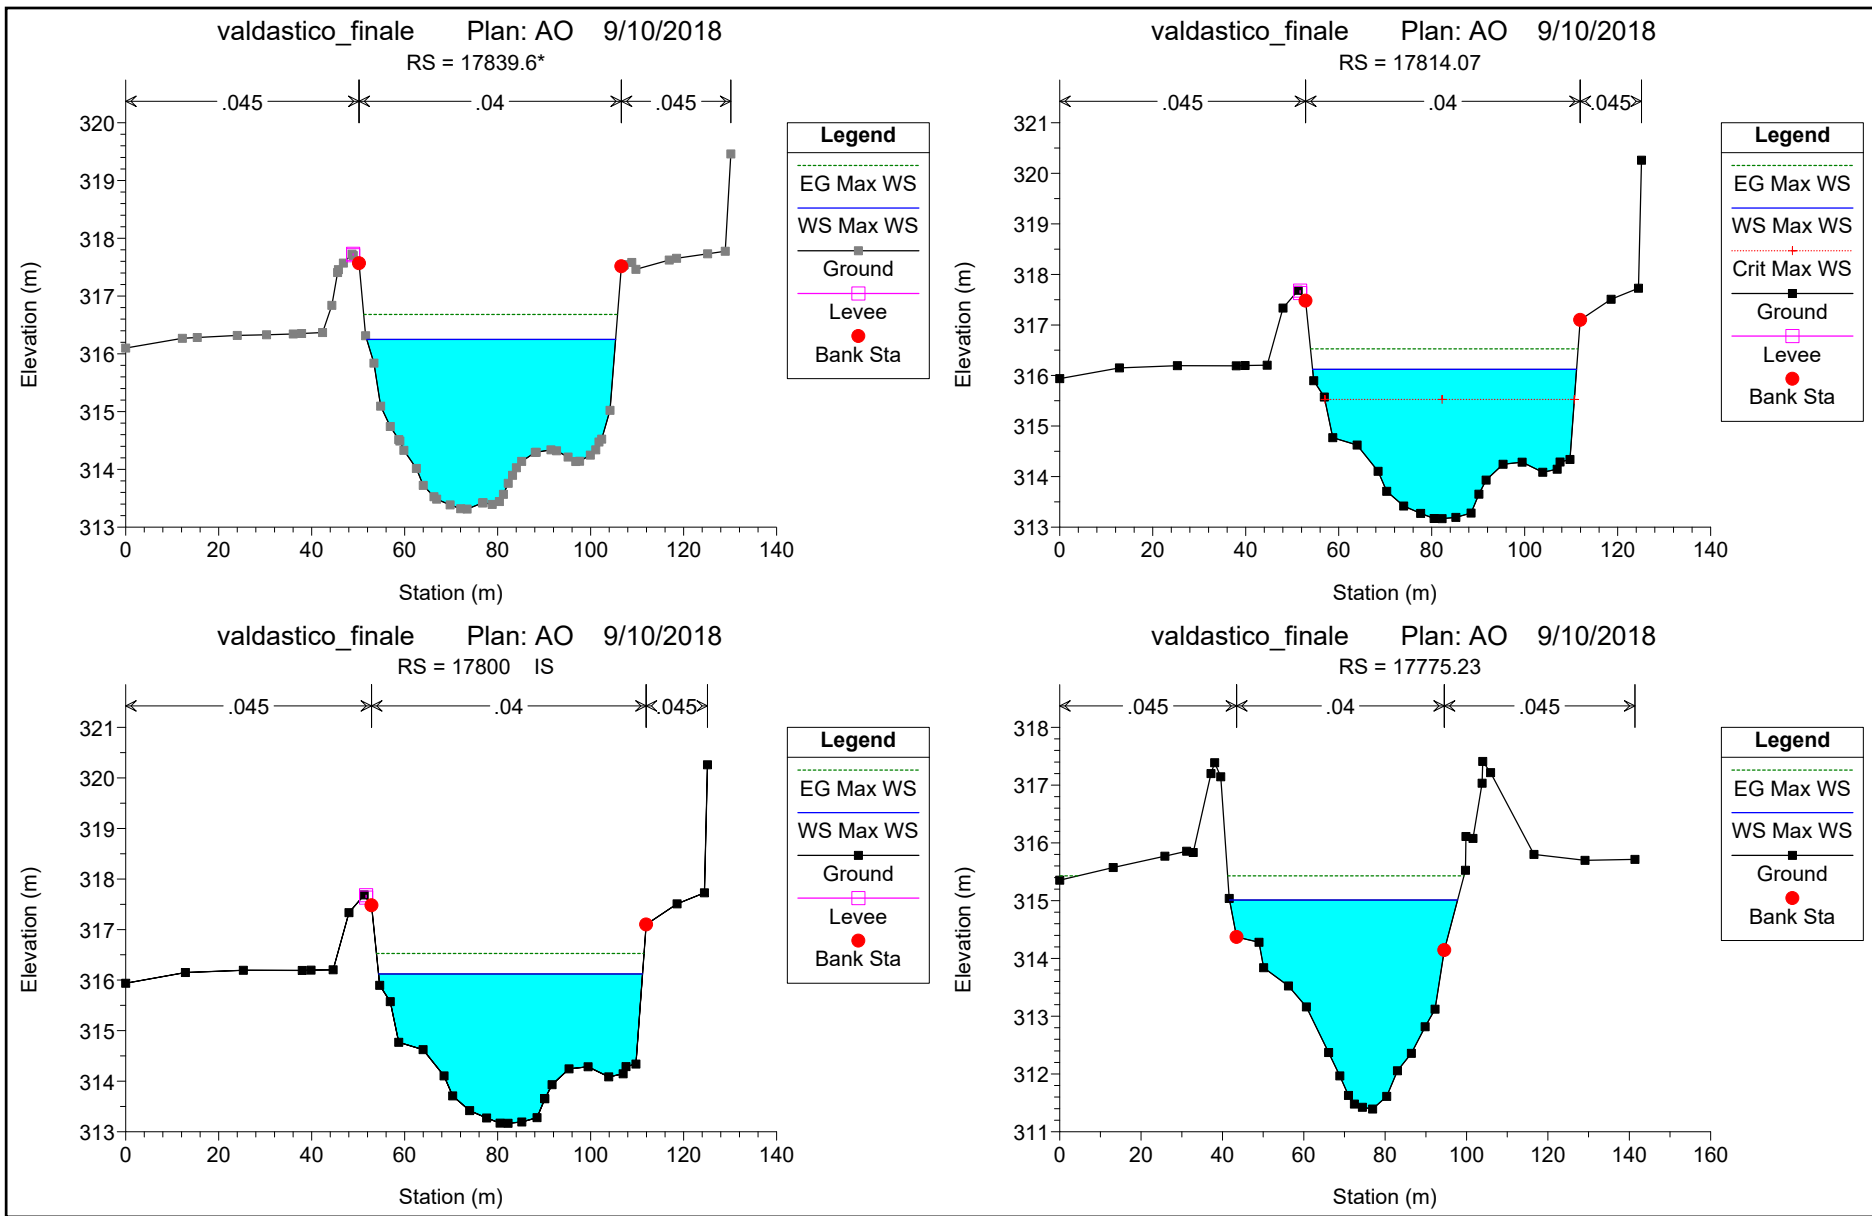 valdastico_finale Plan: AO 9/10/2018
RS = 17839.6*
.045 .04 .045
320
319
318
317
316
315
314
313
0 20 40 60 80 100 120 140
Elevation (m)
Station (m)
Legend
EG Max WS
WS Max WS
Ground
Levee
Bank Sta
valdastico_finale Plan: AO 9/10/2018
RS = 17814.07
.045 .04 .045
321
320
319
318
317
316
315
314
313
0 20 40 60 80 100 120 140
Elevation (m)
Station (m)
Legend
EG Max WS
WS Max WS
Crit Max WS
Ground
Levee
Bank Sta
valdastico_finale Plan: AO 9/10/2018
RS = 17800 IS
.045 .04 .045
321
320
319
318
317
316
315
314
313
0 20 40 60 80 100 120 140
Elevation (m)
Station (m)
Legend
EG Max WS
WS Max WS
Ground
Levee
Bank Sta
valdastico_finale Plan: AO 9/10/2018
RS = 17775.23
.045 .04 .045
318
317
316
315
314
313
312
311
0 20 40 60 80 100 120 140 160
Elevation (m)
Station (m)
Legend
EG Max WS
WS Max WS
Ground
Bank Sta